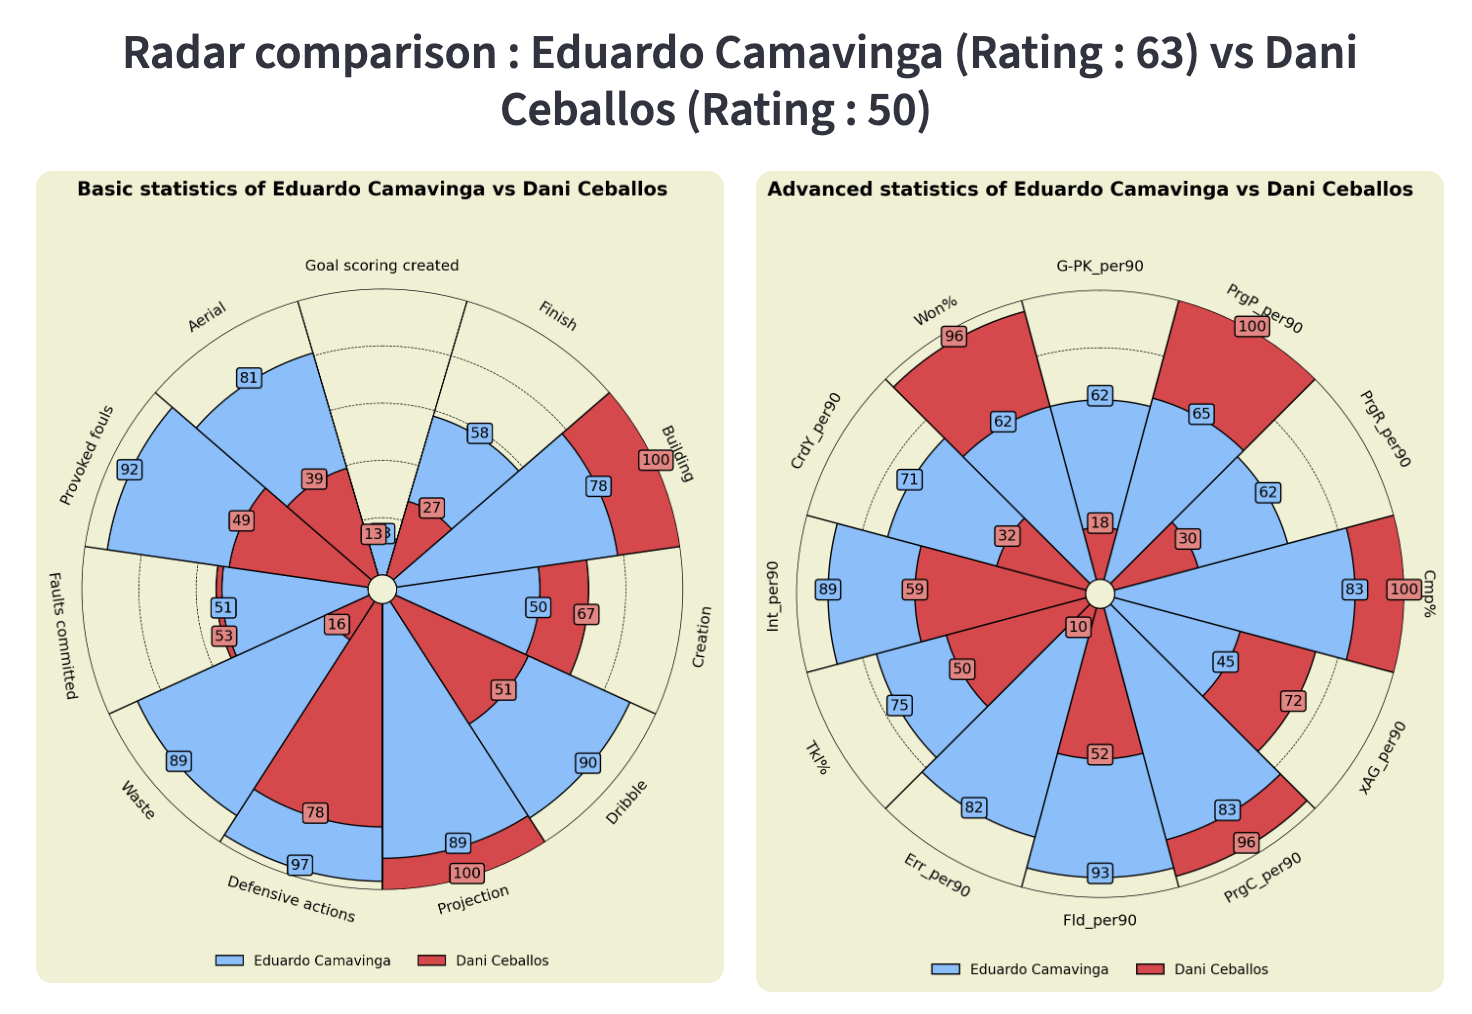 Radar comparison : Eduardo Camavinga (Rating : 63) vs Dani
Ceballos (Rating : 50)
Basic statistics of Eduardo Camavinga vs Dani Ceballos
Goal scoring created
Finish
Building
Creation
Dribble
Projection
Defensive actions
Waste
Faults committed
Provoked fouls
Aerial
13
58
27
78
100
50
67
90
51
89
100
97
78
89
16
51
53
92
49
81
39
Eduardo Camavinga
Dani Ceballos
Advanced statistics of Eduardo Camavinga vs Dani Ceballos
G-PK_per90
PrgP_per90
PrgR_per90
Cmp%
xAG_per90
PrgC_per90
Fld_per90
Err_per90
Tkl%
Int_per90
CrdY_per90
Won%
62
18
65
100
62
30
83
100
45
72
83
96
93
52
82
10
75
50
89
59
71
32
62
96
Eduardo Camavinga
Dani Ceballos